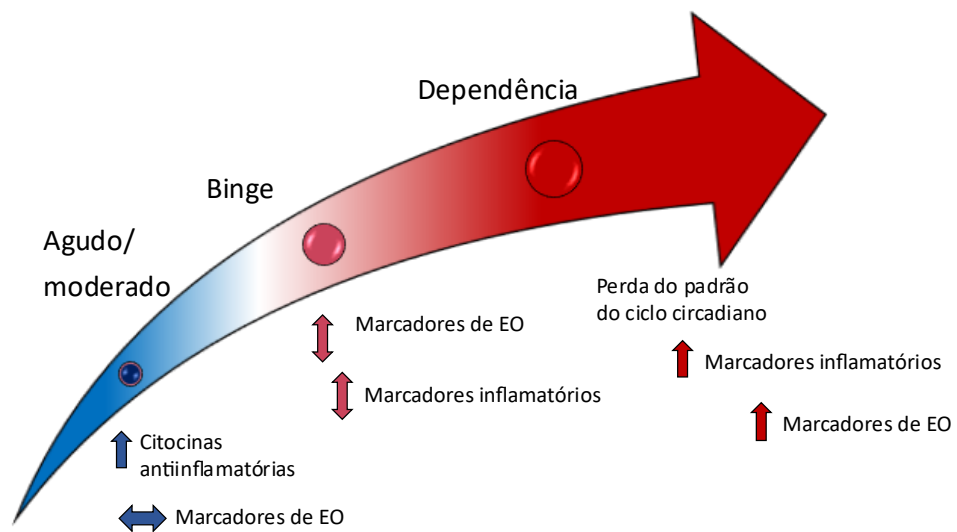 Dependência
Binge
Agudo/
moderado
Perda do padrão
do ciclo circadiano
Marcadores de EO
Marcadores inflamatórios
Marcadores inflamatórios
Marcadores de EO
Citocinas
antiinflamatórias
Marcadores de EO